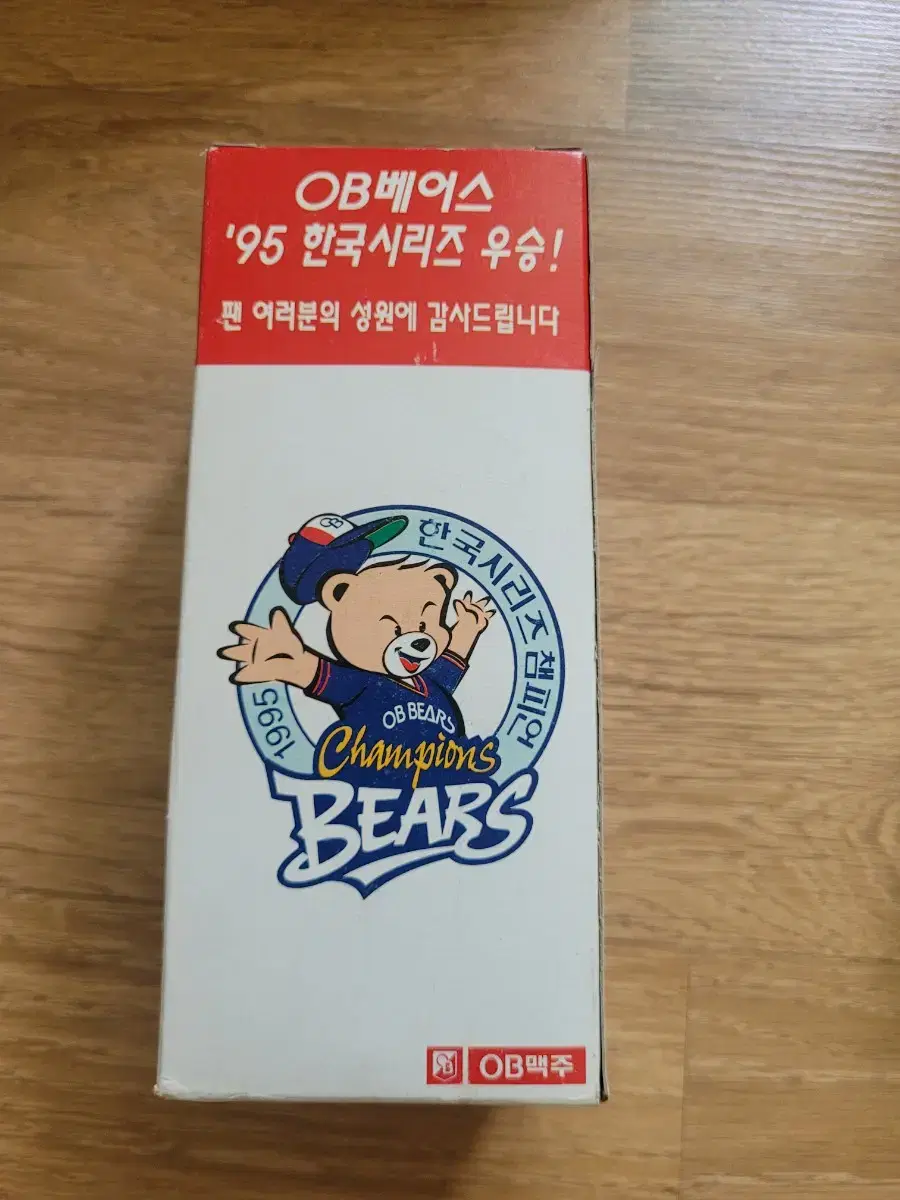 OB베어스
'95 한국시리즈 우승!
팬 여러분의 성원에 감사드립니다
OB
1995 한국시리즈 챔피언
OB BEARS
Champions
BEARS
OB
OB맥주